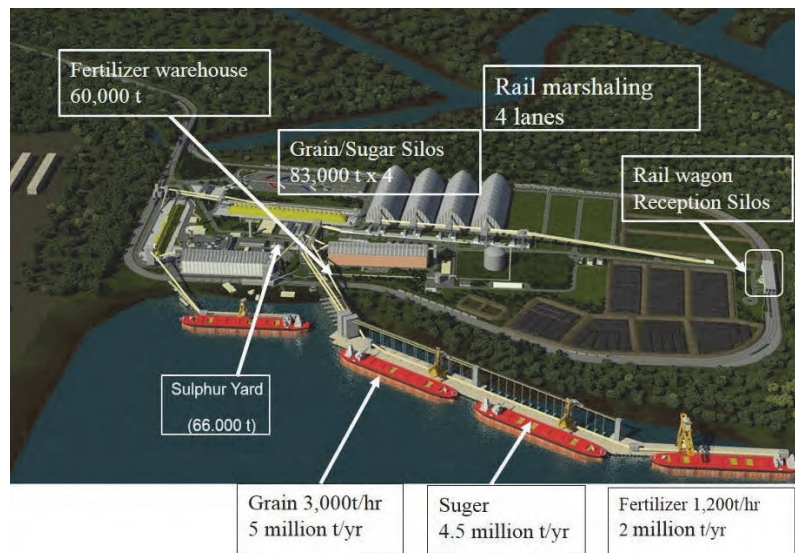 Fertilizer warehouse
60,000 t
Rail marshaling
4 lanes
Grain/Sugar Silos
83,000 t x 4
Rail wagon
Reception Silos
Sulphur Yard
(66.000 t)
Grain 3,000t/hr
5 million t/yr
Suger
4.5 million t/yr
Fertilizer 1,200t/hr
2 million t/yr